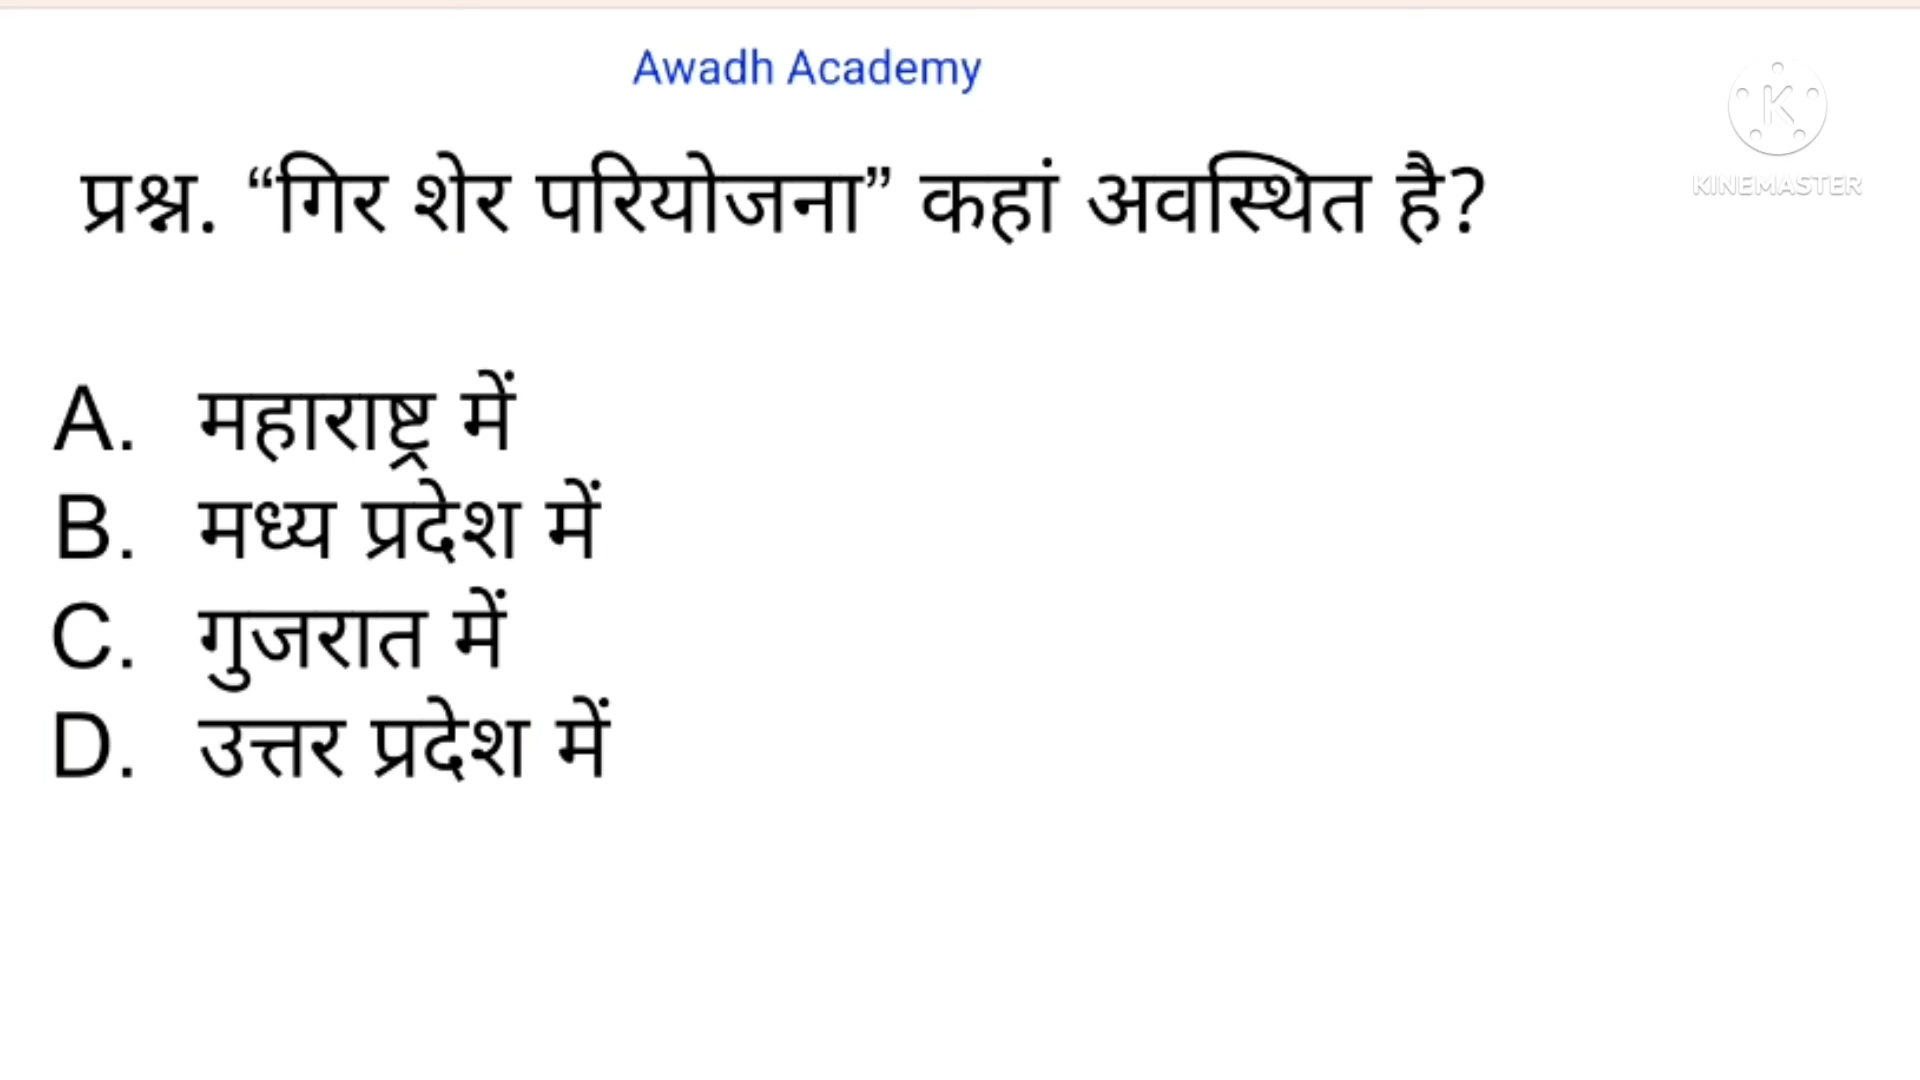 Awadh Academy
K
KINEMASTER
प्रश्न. “गिर शेर परियोजना” कहां अवस्थित है?
A. महाराष्ट्र में
B. मध्य प्रदेश में
C. गुजरात में
D. उत्तर प्रदेश में